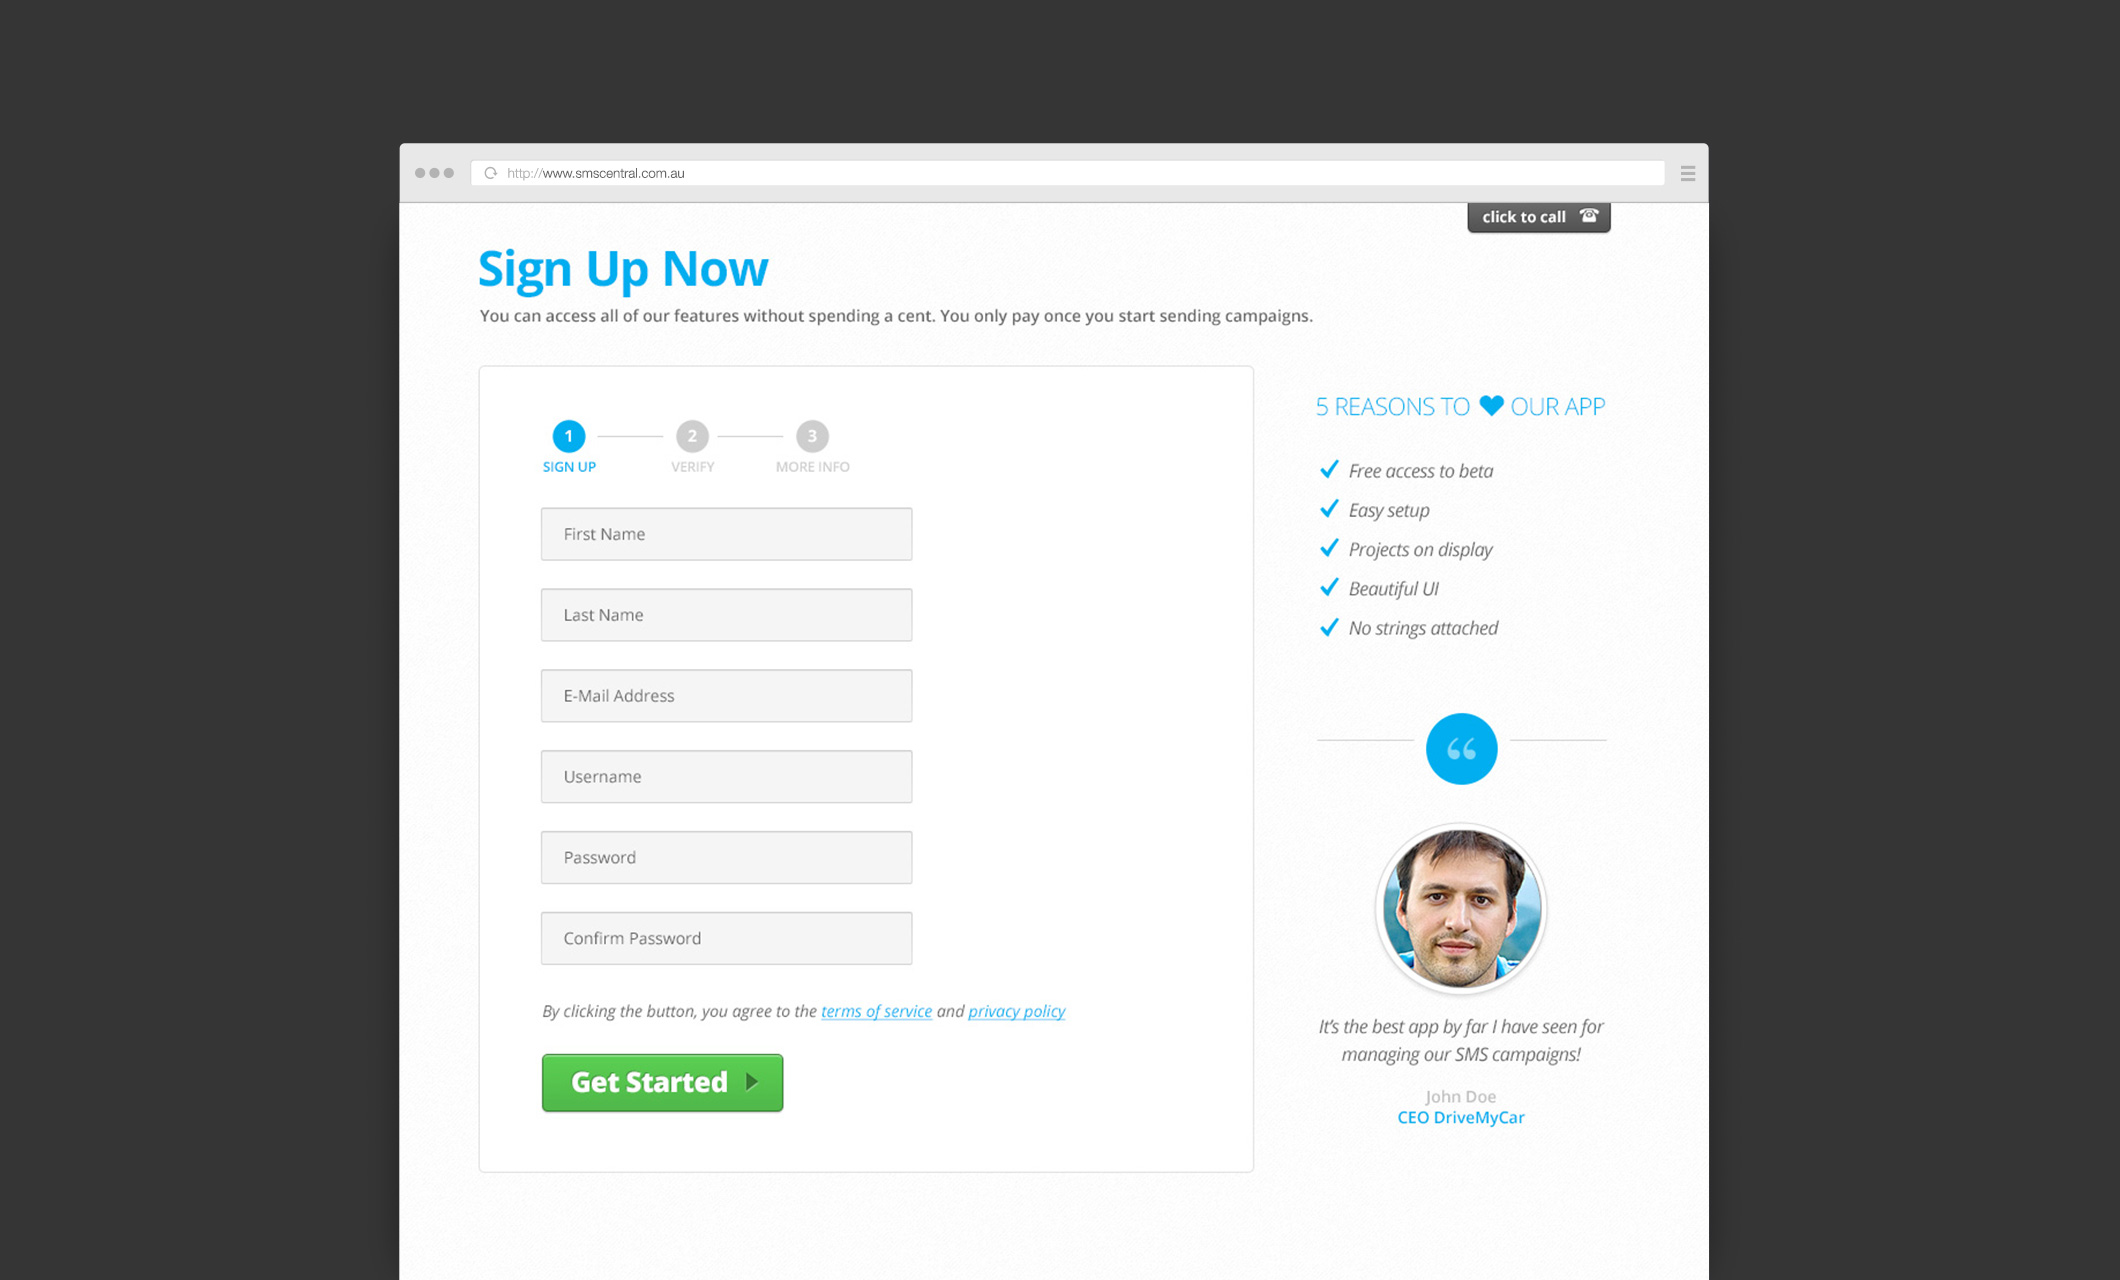 http://www.smscentral.com.au
click to call
Sign Up Now
You can access all of our features without spending a cent. You only pay once you start sending campaigns.
1 2 3
SIGN UP VERIFY MORE INFO
First Name
Last Name
E-Mail Address
Username
Password
Confirm Password
By clicking the button, you agree to the terms of service and privacy policy
Get Started
5 REASONS TO ♥ OUR APP
Free access to beta
Easy setup
Projects on display
Beautiful UI
No strings attached
“
It’s the best app by far I have seen for
managing our SMS campaigns!
John Doe
CEO DriveMyCar